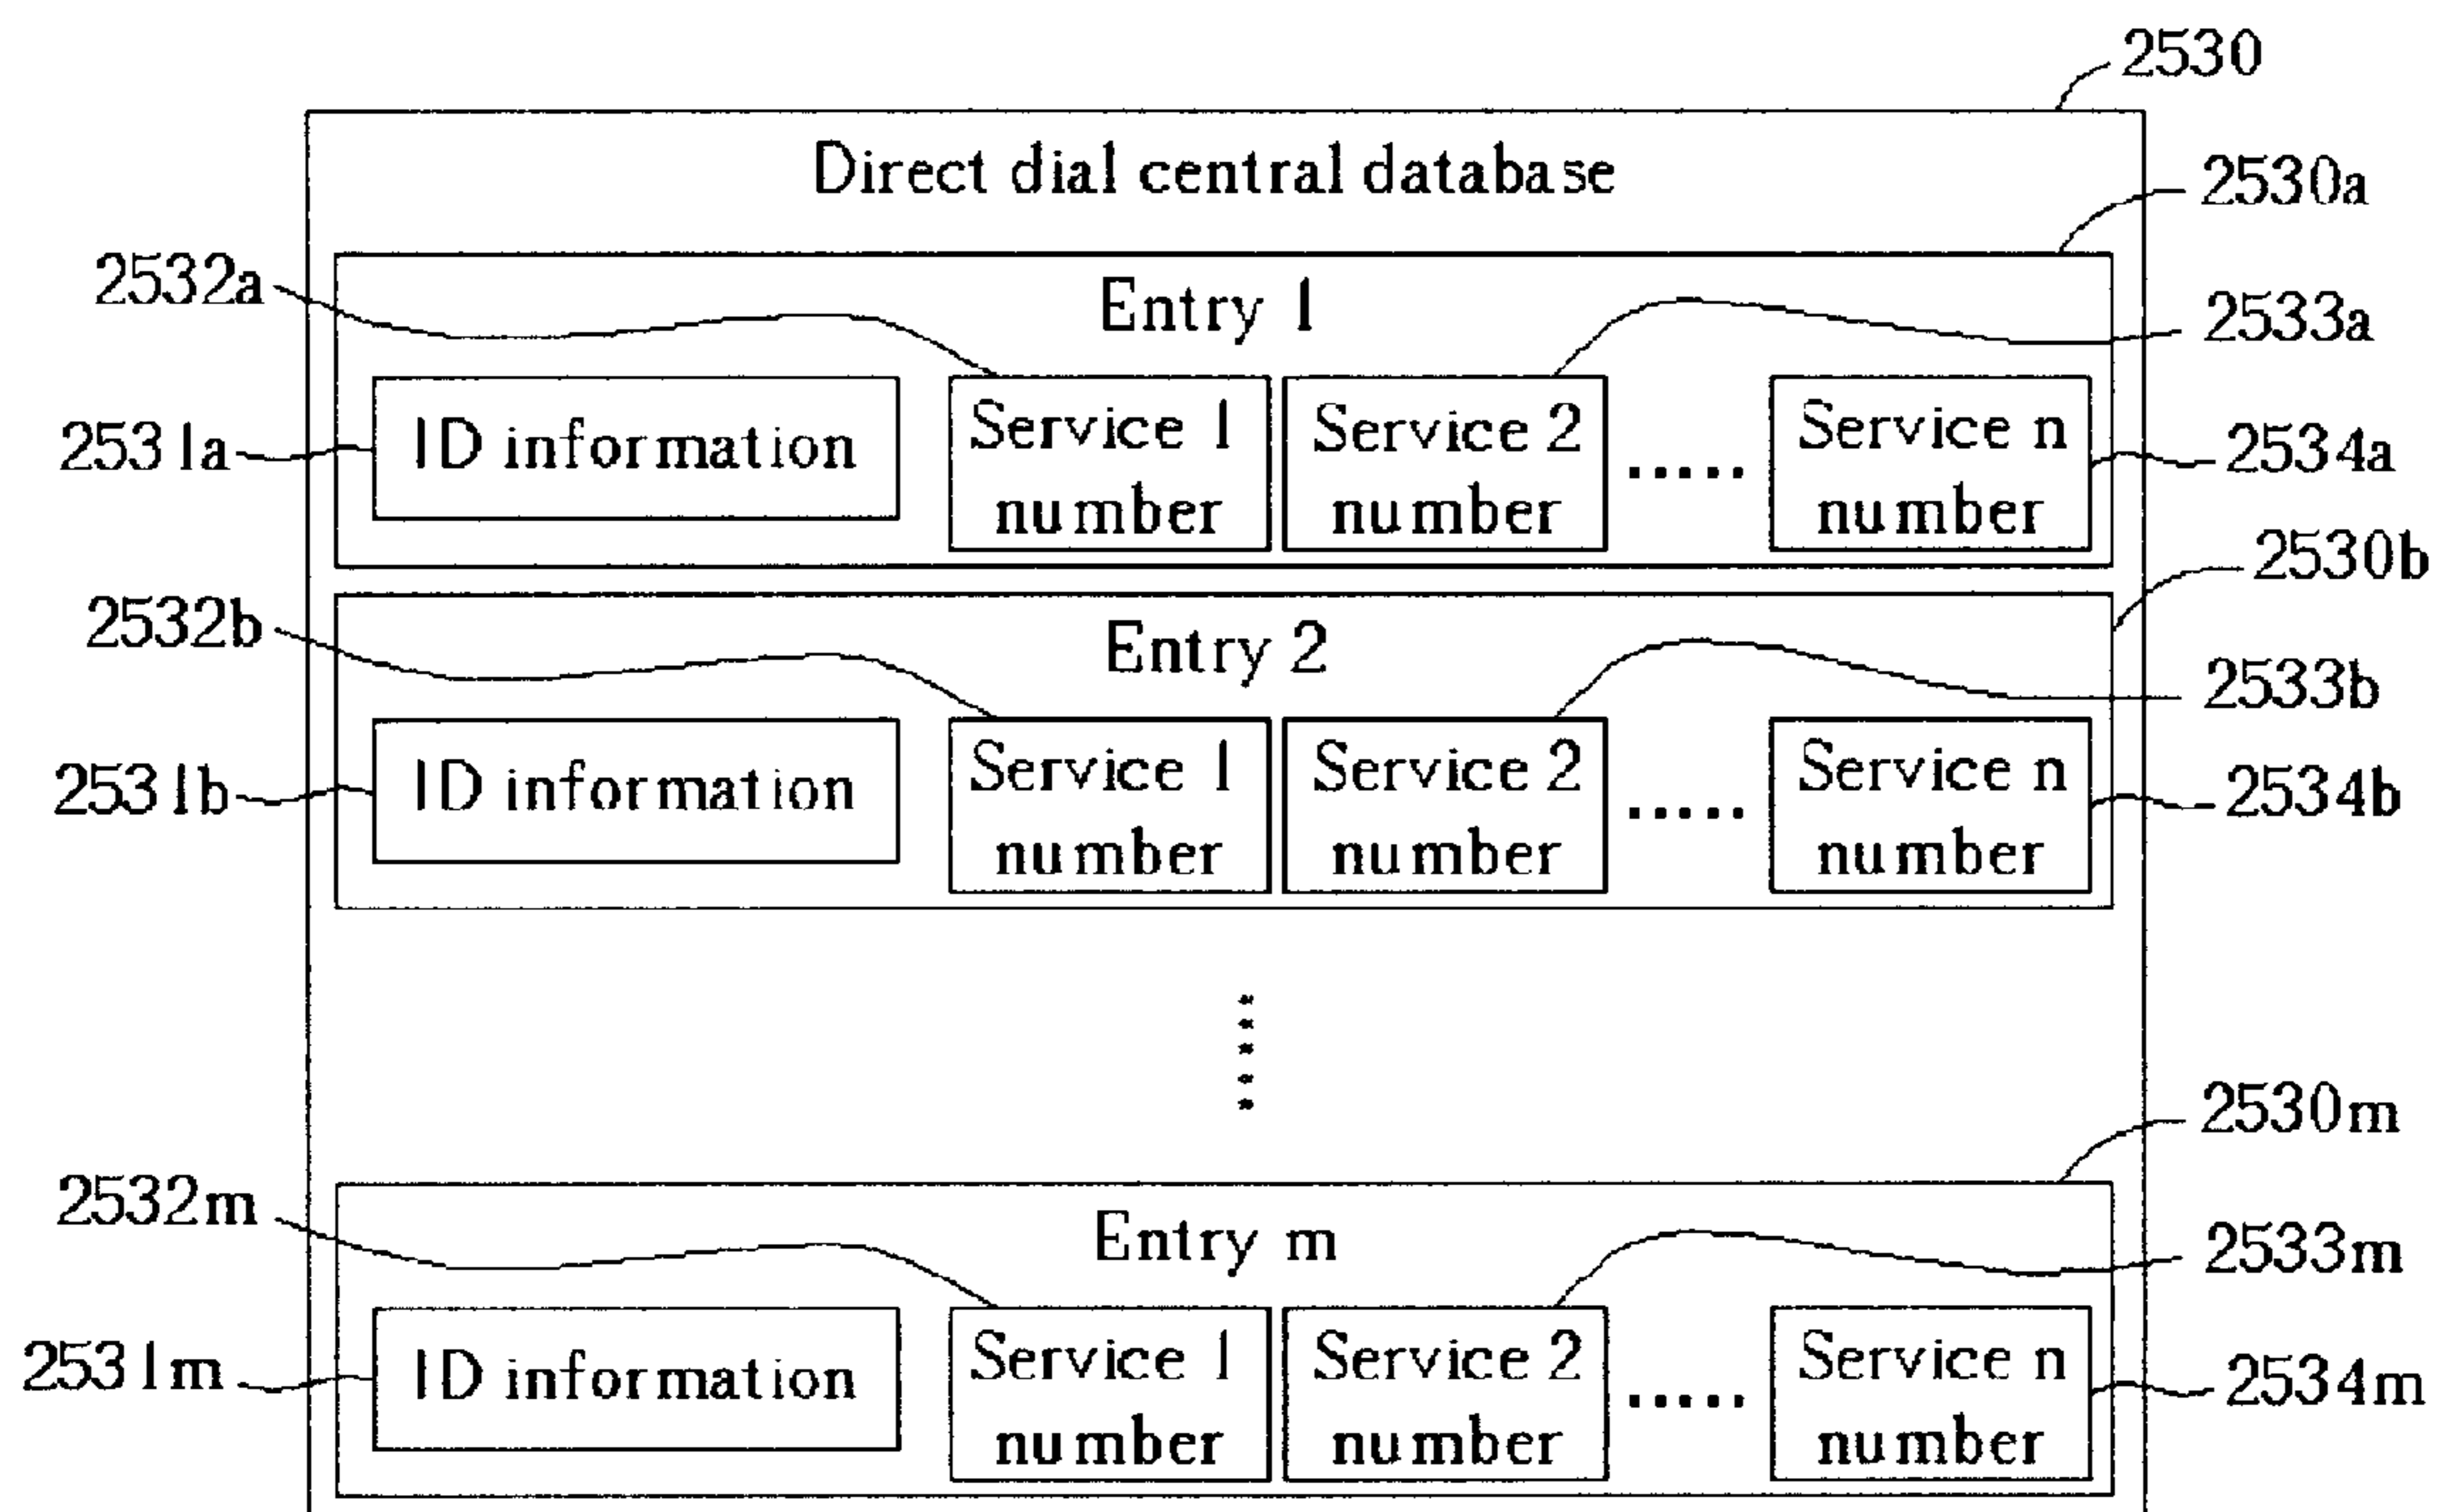 2530
Direct dial central database
2530a
2532a
Entry 1
2533a
2531a
ID information
Service 1
number
Service 2
number
.....
Service n
number
2534a
2530b
2532b
Entry 2
2533b
2531b
ID information
Service 1
number
Service 2
number
.....
Service n
number
2534b
2530m
2532m
Entry m
2533m
2531m
ID information
Service 1
number
Service 2
number
.....
Service n
number
2534m